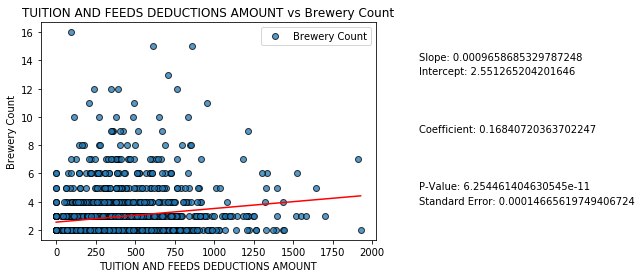 TUITION AND FEEDS DEDUCTIONS AMOUNT vs Brewery Count
Brewery Count
16
14
12
10
8
6
4
2
Brewery Count
0
250
500
750
1000
1250
1500
1750
2000
TUITION AND FEEDS DEDUCTIONS AMOUNT
Slope: 0.0009658685329787248
Intercept: 2.551265204201646
Coefficient: 0.16840720363702247
P-Value: 6.254461404630545e-11
Standard Error: 0.00014665619749406724